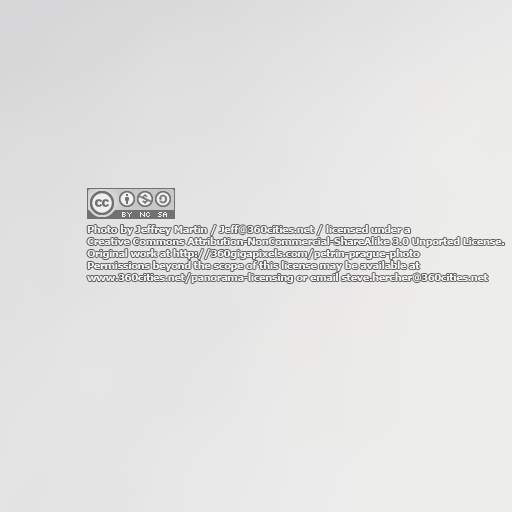 cc BY NC SA
Photo by Jeffrey Martin / Jeff@360cities.net / licensed under a
Creative Commons Attribution-NonCommercial-ShareAlike 3.0 Unported License.
Original work at http://360gigapixels.com/petrin-prague-photo
Permissions beyond the scope of this license may be available at
www.360cities.net/panorama-licensing or email steve.hercher@360cities.net